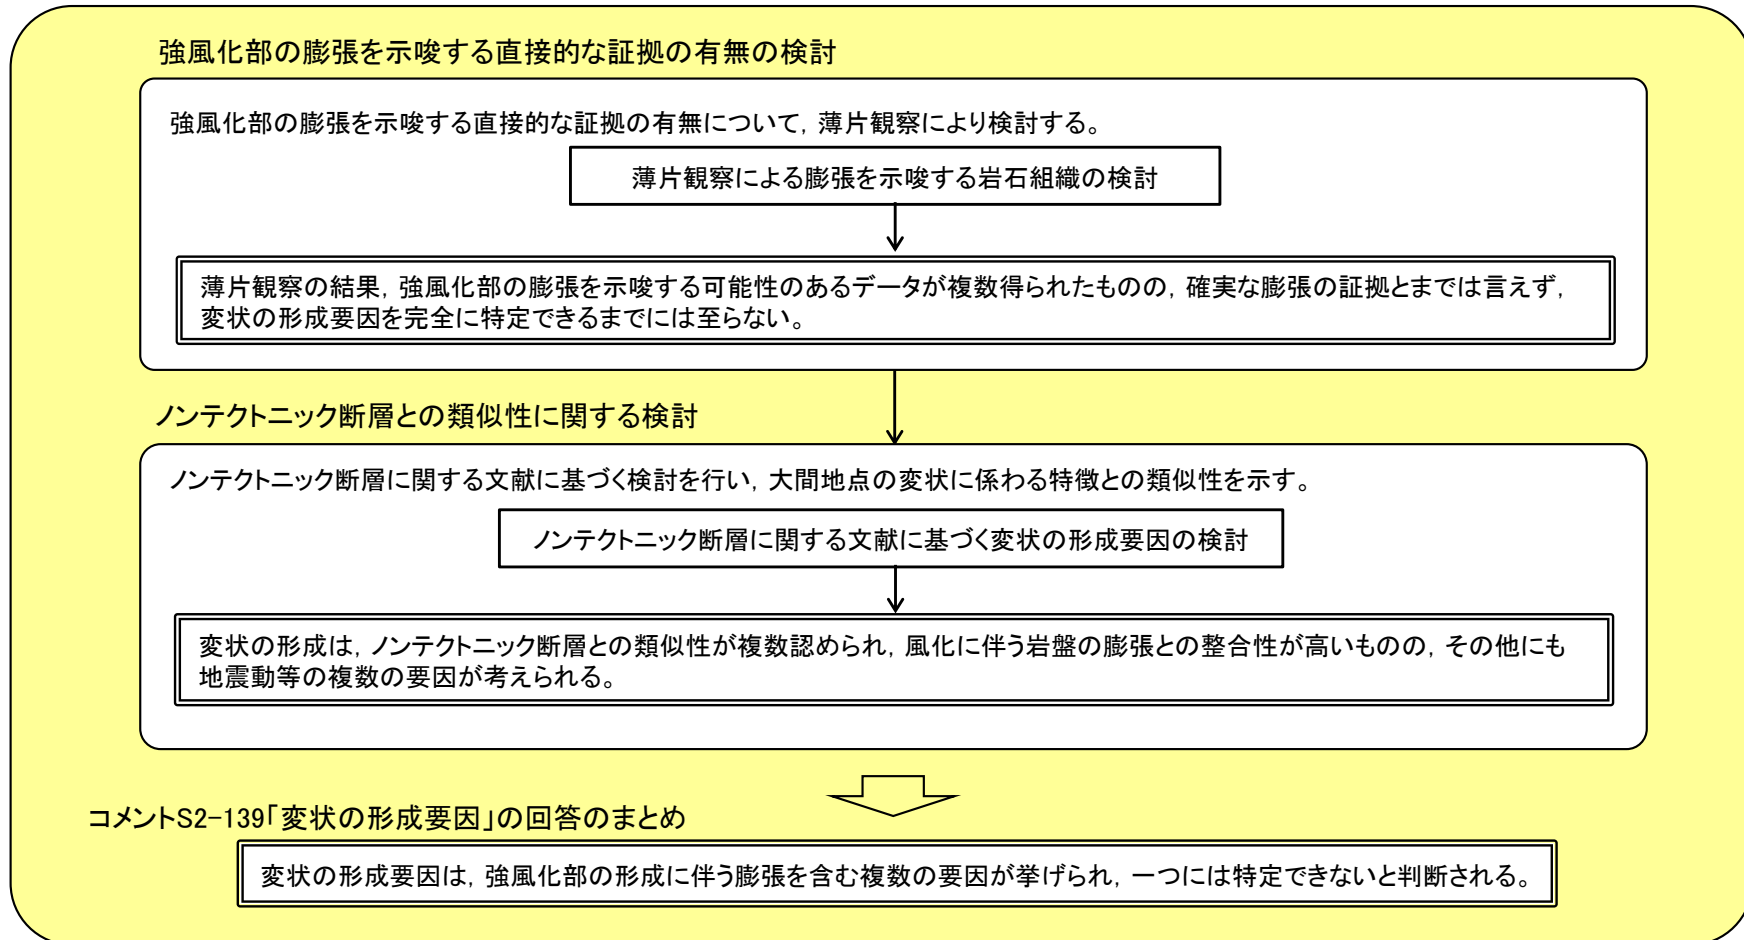 強風化部の膨張を示唆する直接的な証拠の有無の検討
強風化部の膨張を示唆する直接的な証拠の有無について，薄片観察により検討する。
薄片観察による膨張を示唆する岩石組織の検討
薄片観察の結果，強風化部の膨張を示唆する可能性のあるデータが複数得られたものの，確実な膨張の証拠とまでは言えず，
変状の形成要因を完全に特定できるまでには至らない。
ノンテクトニック断層との類似性に関する検討
ノンテクトニック断層に関する文献に基づく検討を行い，大間地点の変状に係わる特徴との類似性を示す。
ノンテクトニック断層に関する文献に基づく変状の形成要因の検討
変状の形成は，ノンテクトニック断層との類似性が複数認められ，風化に伴う岩盤の膨張との整合性が高いものの，その他にも
地震動等の複数の要因が考えられる。
コメントS2-139「変状の形成要因」の回答のまとめ
変状の形成要因は，強風化部の形成に伴う膨張を含む複数の要因が挙げられ，一つには特定できないと判断される。